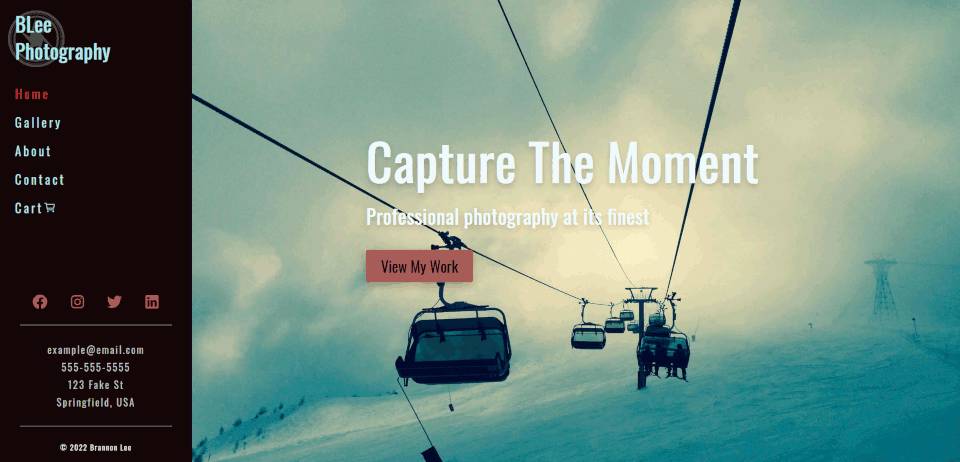 BLee
Photography
Home
Gallery
About
Contact
Cart
example@email.com
555-555-5555
123 Fake St
Springfield, USA
© 2022 Brannon Lee
Capture The Moment
Professional photography at its finest
View My Work